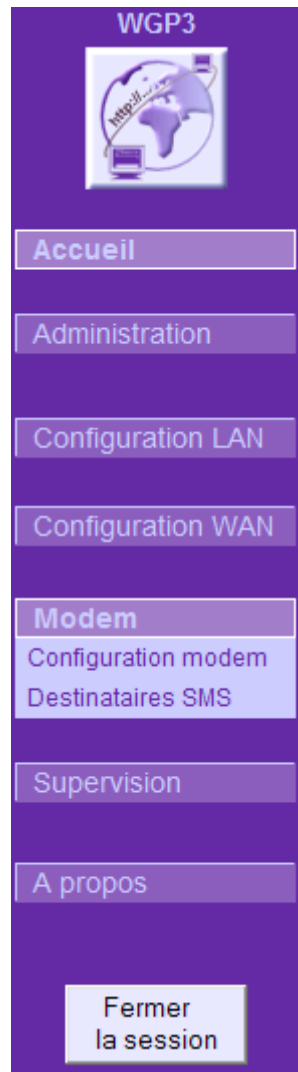 WGP3
http://...
Accueil
Administration
Configuration LAN
Configuration WAN
Modem
Configuration modem
Destinataires SMS
Supervision
A propos
Fermer
la session